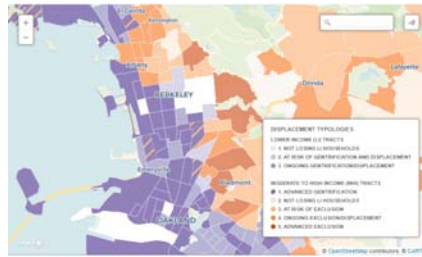 El Cerrito
Kensington
Albany
Orinda
Lafayette
BERKELEY
Emeryville
Piedmont
OAKLAND
DISPLACEMENT TYPOLOGIES
LOWER INCOME (LI) TRACTS
1. NOT LOSING LI HOUSEHOLDS
2. AT RISK OF GENTRIFICATION AND DISPLACEMENT
3. ONGOING GENTRIFICATION/DISPLACEMENT
MODERATE TO HIGH INCOME (MHI) TRACTS
1. ADVANCED GENTRIFICATION
2. NOT LOSING LI HOUSEHOLDS
3. AT RISK OF EXCLUSION
4. ONGOING EXCLUSION/DISPLACEMENT
5. ADVANCED EXCLUSION
© OpenStreetMap contributors, ©